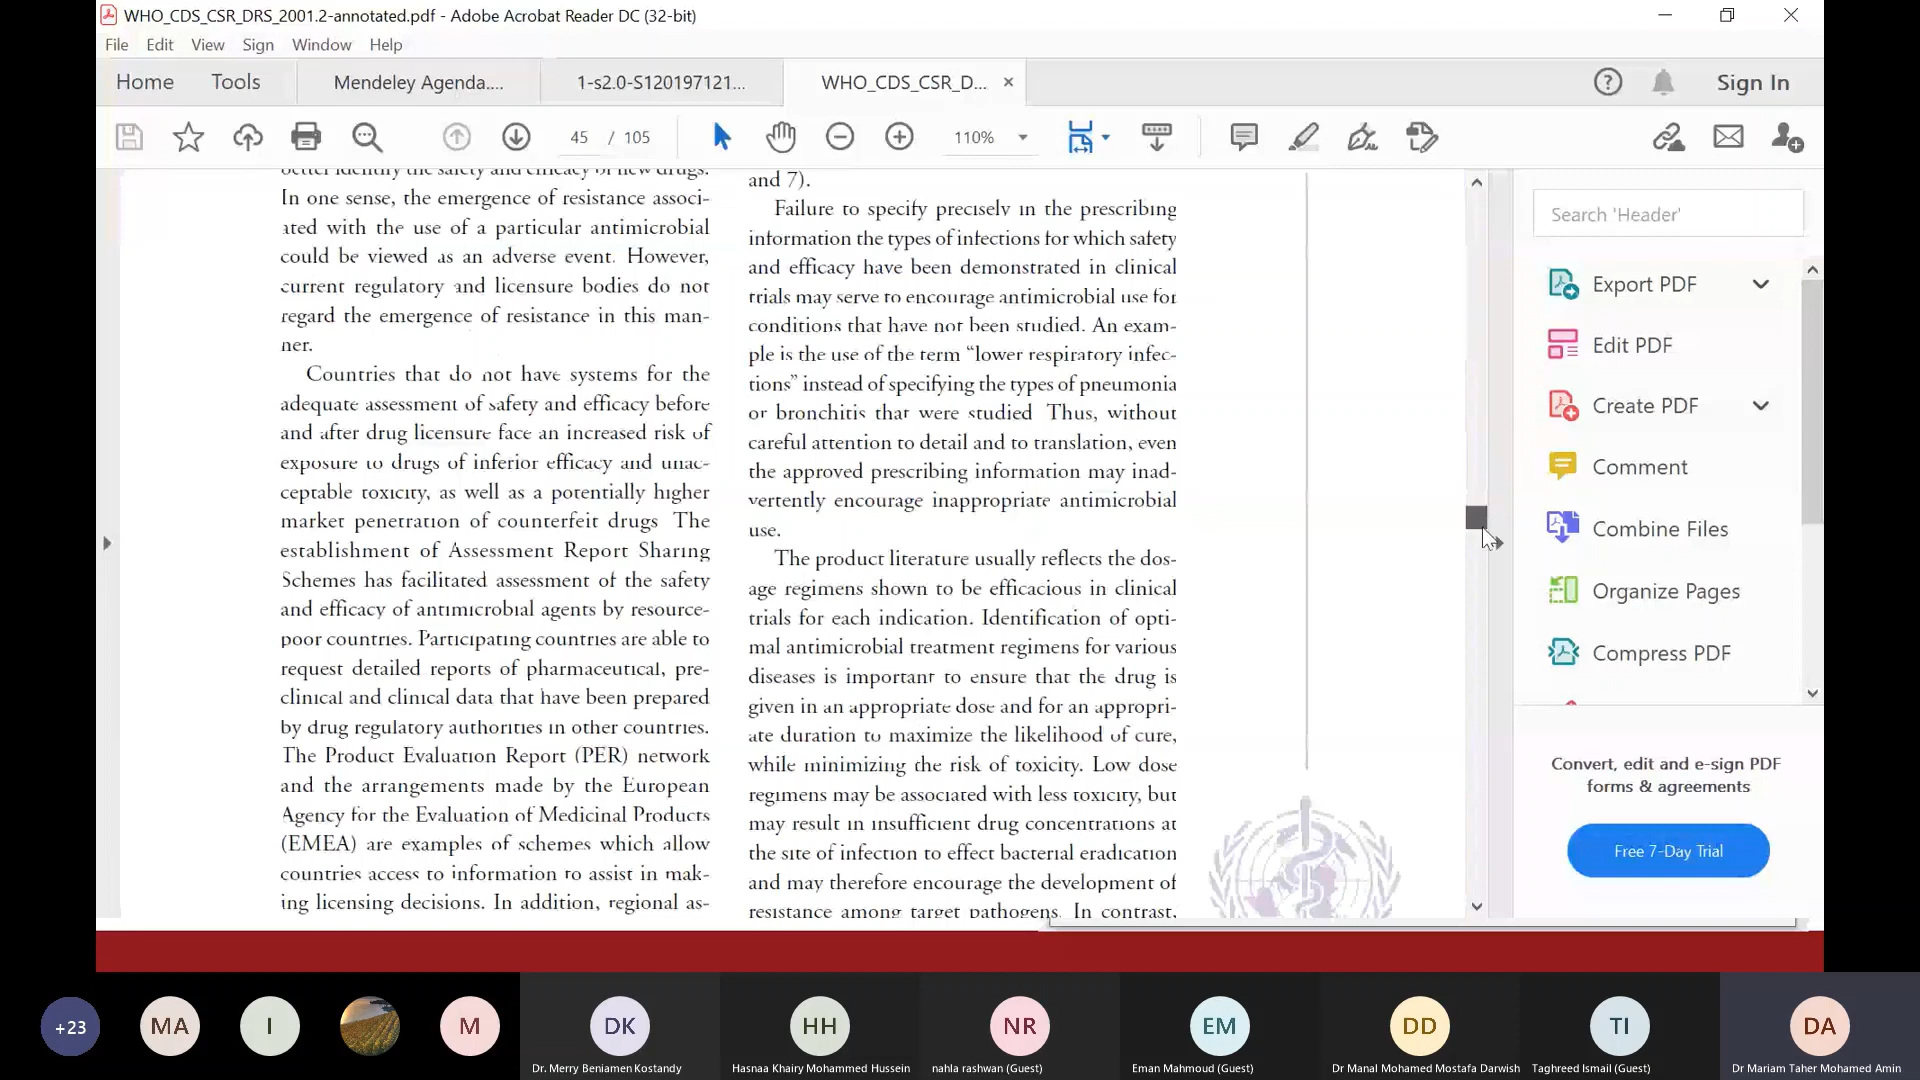 WHO_CDS_CSR_DRS_2001.2-annotated.pdf - Adobe Acrobat Reader DC (32-bit)
File Edit View Sign Window Help
Home Tools Mendeley Agenda.... 1-s2.0-S120197121... WHO_CDS_CSR_D... × Sign In
45 / 105 110%
better identify the safety and efficacy of new drugs.
In one sense, the emergence of resistance associ-
ated with the use of a particular antimicrobial
could be viewed as an adverse event. However,
current regulatory and licensure bodies do not
regard the emergence of resistance in this man-
ner.
Countries that do not have systems for the
adequate assessment of safety and efficacy before
and after drug licensure face an increased risk of
exposure to drugs of inferior efficacy and unac-
ceptable toxicity, as well as a potentially higher
market penetration of counterfeit drugs The
establishment of Assessment Report Sharing
Schemes has facilitated assessment of the safety
and efficacy of antimicrobial agents by resource-
poor countries. Participating countries are able to
request detailed reports of pharmaceutical, pre-
clinical and clinical data that have been prepared
by drug regulatory authorities in other countries.
The Product Evaluation Report (PER) network
and the arrangements made by the European
Agency for the Evaluation of Medicinal Products
(EMEA) are examples of schemes which allow
countries access to information to assist in mak-
ing licensing decisions. In addition, regional as-
and 7).
Failure to specify precisely in the prescribing
information the types of infections for which safety
and efficacy have been demonstrated in clinical
trials may serve to encourage antimicrobial use for
conditions that have not been studied. An exam-
ple is the use of the term “lower respiratory infec-
tions” instead of specifying the types of pneumonia
or bronchitis that were studied Thus, without
careful attention to detail and to translation, even
the approved prescribing information may inad-
vertently encourage inappropriate antimicrobial
use.
The product literature usually reflects the dos-
age regimens shown to be efficacious in clinical
trials for each indication. Identification of opti-
mal antimicrobial treatment regimens for various
diseases is important to ensure that the drug is
given in an appropriate dose and for an appropri-
ate duration to maximize the likelihood of cure,
while minimizing the risk of toxicity. Low dose
regimens may be associated with less toxicity, but
may result in insufficient drug concentrations at
the site of infection to effect bacterial eradication
and may therefore encourage the development of
resistance among target pathogens. In contrast,
Search 'Header'
Export PDF
Edit PDF
Create PDF
Comment
Combine Files
Organize Pages
Compress PDF
Convert, edit and e-sign PDF
forms & agreements
Free 7-Day Trial
+23 MA I M DK HH NR EM DD TI DA
Dr. Merry Beniamen Kostandy Hasnaa Khairy Mohammed Hussein nahla rashwan (Guest) Eman Mahmoud (Guest) Dr Manal Mohamed Mostafa Darwish Taghreed Ismail (Guest) Dr Mariam Taher Mohamed Amin